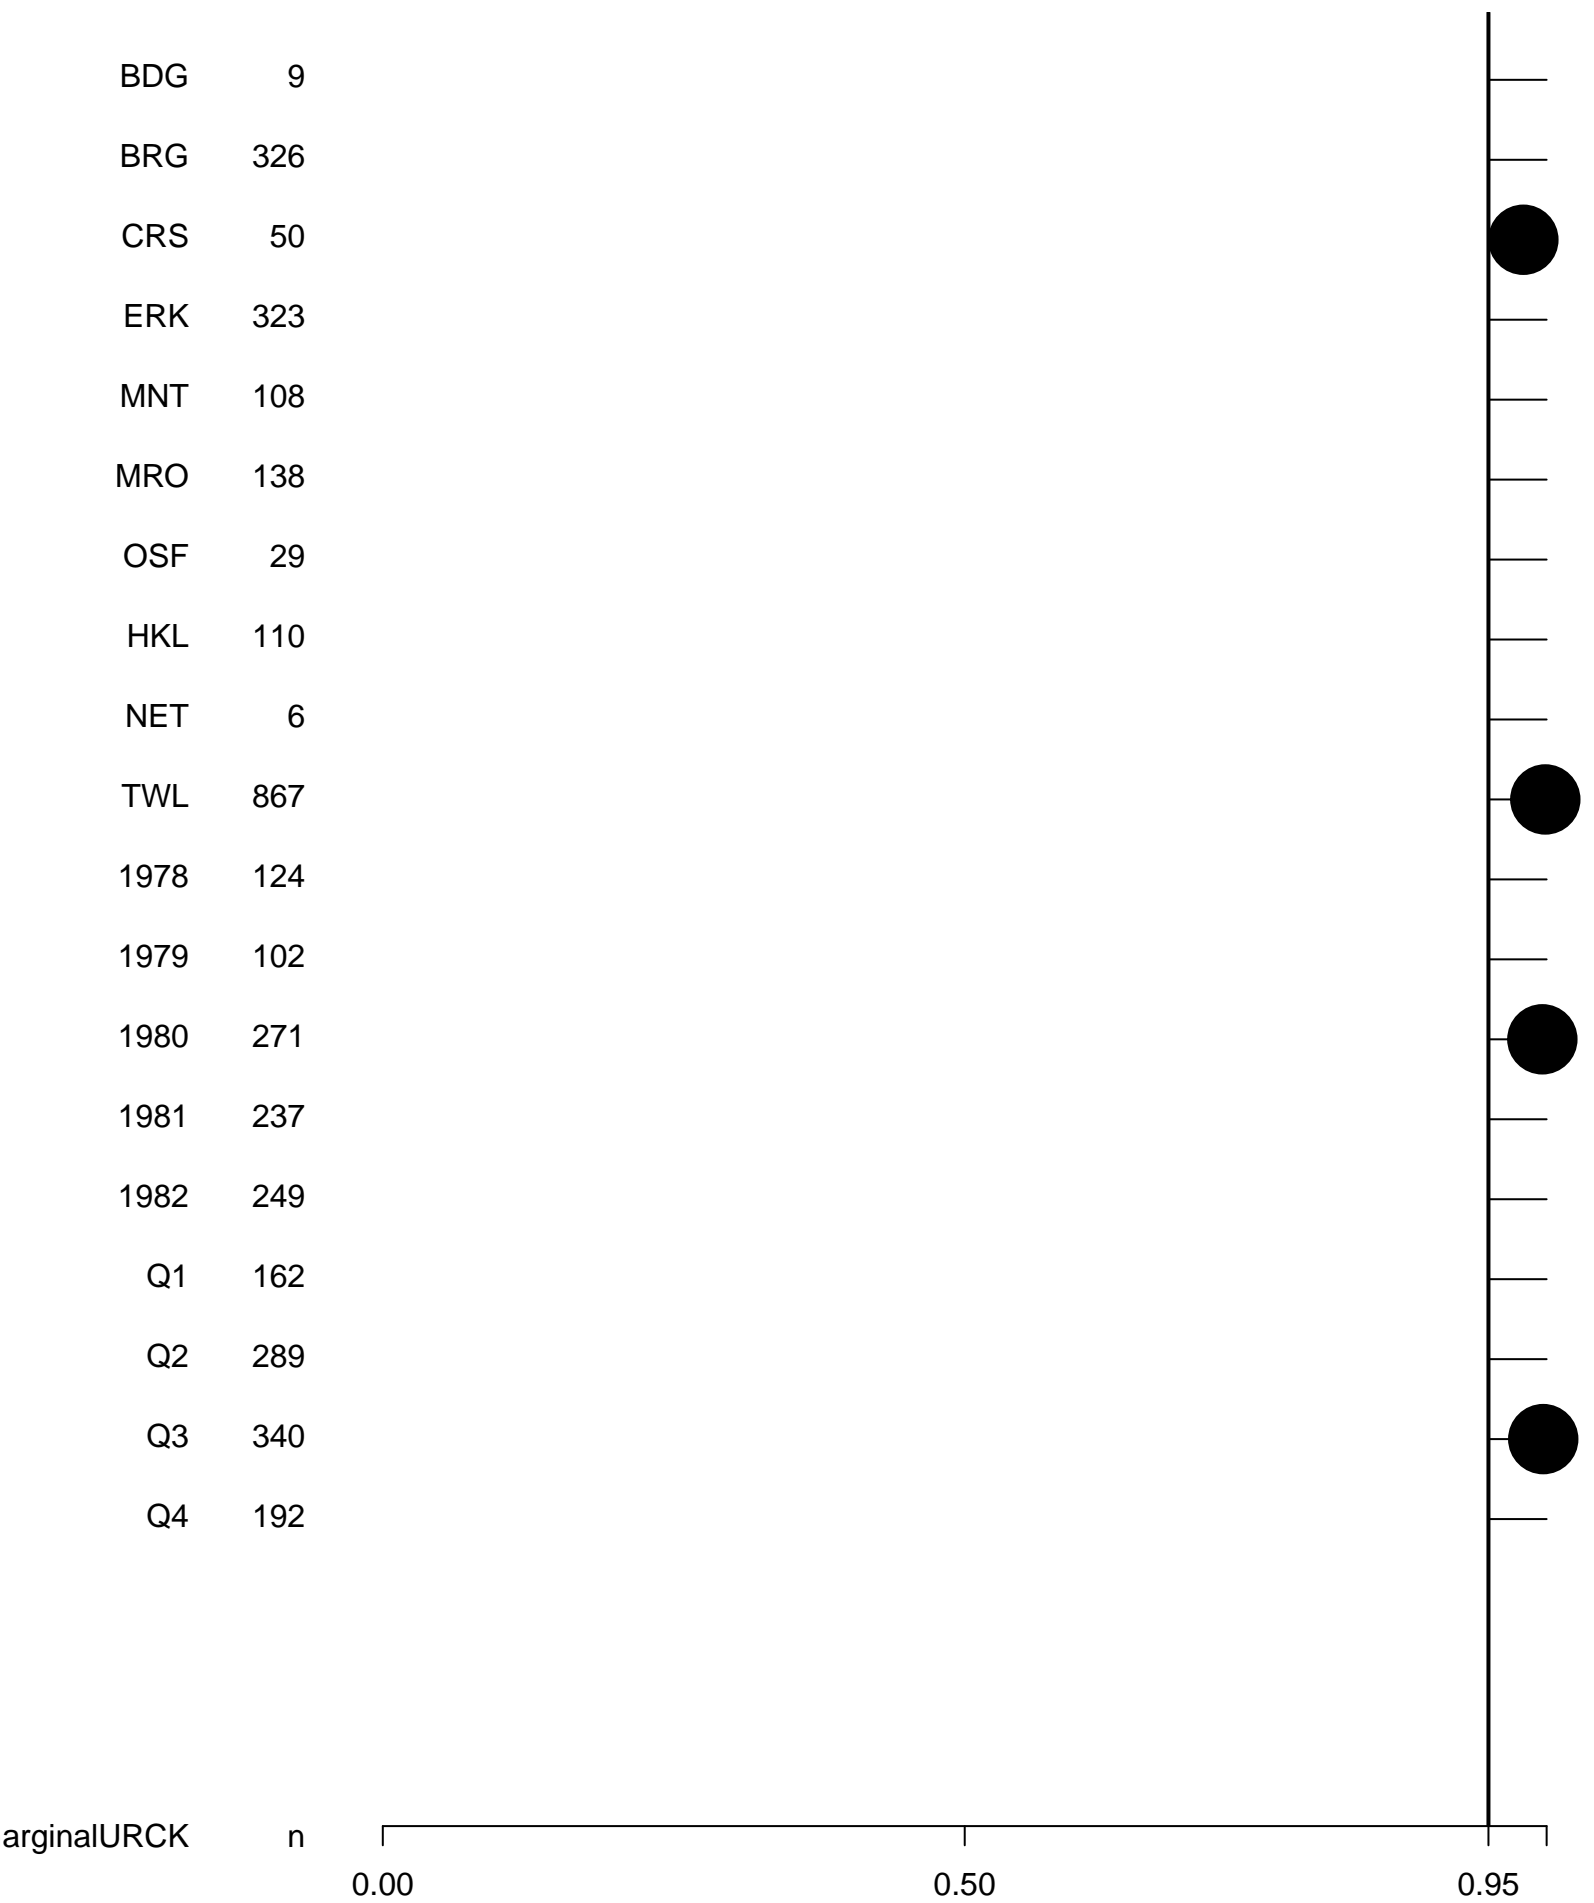 BDG 9
BRG 326
CRS 50
ERK 323
MNT 108
MRO 138
OSF 29
HKL 110
NET 6
TWL 867
1978 124
1979 102
1980 271
1981 237
1982 249
Q1 162
Q2 289
Q3 340
Q4 192
arginalURCK n
0.00 0.50 0.95